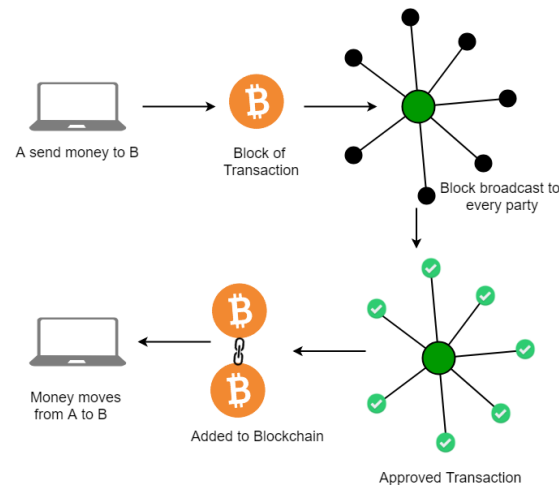 A send money to B
Block of
Transaction
Block broadcast to
every party
Money moves
from A to B
Added to Blockchain
Approved Transaction